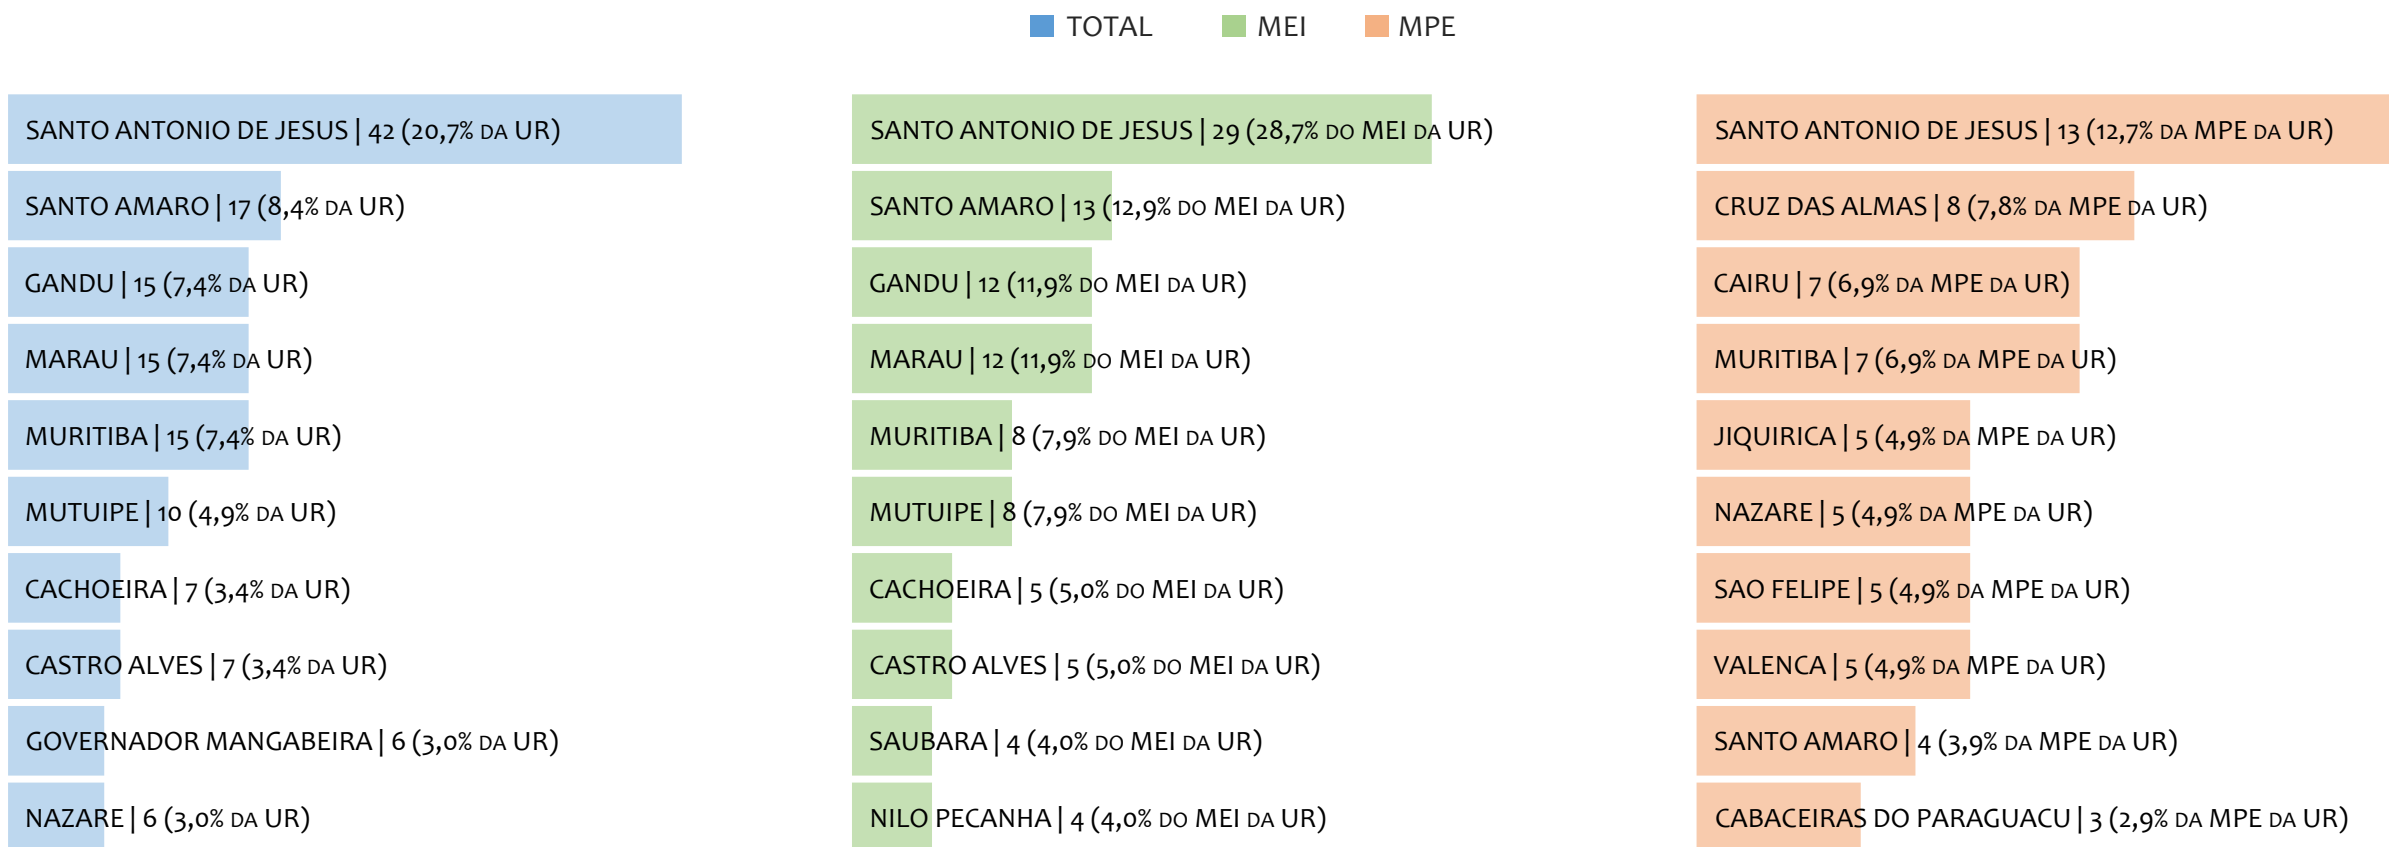 TOTAL MEI MPE
SANTO ANTONIO DE JESUS | 42 (20,7% DA UR)
SANTO AMARO | 17 (8,4% DA UR)
GANDU | 15 (7,4% DA UR)
MARAU | 15 (7,4% DA UR)
MURITIBA | 15 (7,4% DA UR)
MUTUIPE | 10 (4,9% DA UR)
CACHOEIRA | 7 (3,4% DA UR)
CASTRO ALVES | 7 (3,4% DA UR)
GOVERNADOR MANGABEIRA | 6 (3,0% DA UR)
NAZARE | 6 (3,0% DA UR)
SANTO ANTONIO DE JESUS | 29 (28,7% DO MEI DA UR)
SANTO AMARO | 13 (12,9% DO MEI DA UR)
GANDU | 12 (11,9% DO MEI DA UR)
MARAU | 12 (11,9% DO MEI DA UR)
MURITIBA | 8 (7,9% DO MEI DA UR)
MUTUIPE | 8 (7,9% DO MEI DA UR)
CACHOEIRA | 5 (5,0% DO MEI DA UR)
CASTRO ALVES | 5 (5,0% DO MEI DA UR)
SAUBARA | 4 (4,0% DO MEI DA UR)
NILO PECANHA | 4 (4,0% DO MEI DA UR)
SANTO ANTONIO DE JESUS | 13 (12,7% DA MPE DA UR)
CRUZ DAS ALMAS | 8 (7,8% DA MPE DA UR)
CAIRU | 7 (6,9% DA MPE DA UR)
MURITIBA | 7 (6,9% DA MPE DA UR)
JIQUIRICA | 5 (4,9% DA MPE DA UR)
NAZARE | 5 (4,9% DA MPE DA UR)
SAO FELIPE | 5 (4,9% DA MPE DA UR)
VALENCA | 5 (4,9% DA MPE DA UR)
SANTO AMARO | 4 (3,9% DA MPE DA UR)
CABACEIRAS DO PARAGUACU | 3 (2,9% DA MPE DA UR)